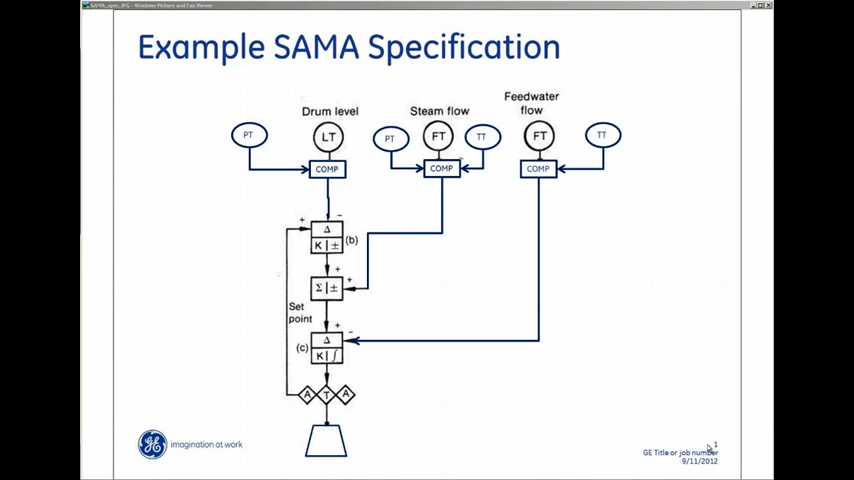 SAMA_spec.JPG - Windows Picture and Fax Viewer
Example SAMA Specification
Drum level
Steam flow
Feedwater
flow
PT
LT
PT
FT
TT
FT
TT
COMP
COMP
COMP
+
−
Δ
K | ±
(b)
+
+
Σ | ±
Set
point
+
−
Δ
(c)
K | ∫
A
T
A
GE
imagination at work
1
GE Title or job number
9/11/2012